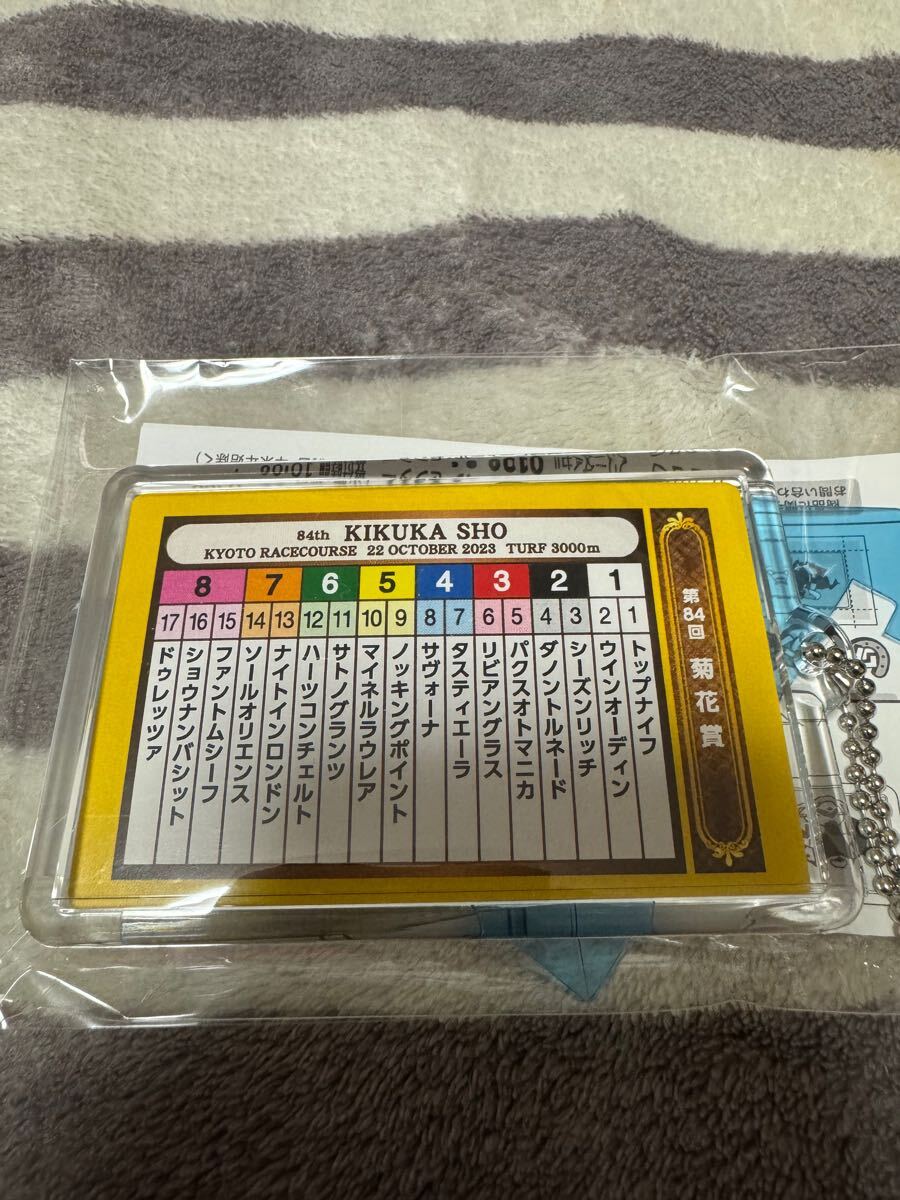 84th KIKUKA SHO
KYOTO RACECOURSE 22 OCTOBER 2023 TURF 3000m
第84回 菊花賞
8 7 6 5 4 3 2 1
17 16 15 14 13 12 11 10 9 8 7 6 5 4 3 2 1
トップナイフ
ウインオーディン
シーズンリッチ
ダノントルネード
パクスオトマニカ
リビアングラス
タスティエーラ
サヴォーナ
ノッキングポイント
マイネルラウレア
サトノグランツ
ハーツコンチェルト
ナイトインロンドン
ソールオリエンス
ファントムシーフ
ショウナンバシット
ドゥレッツァ
お問い合わ